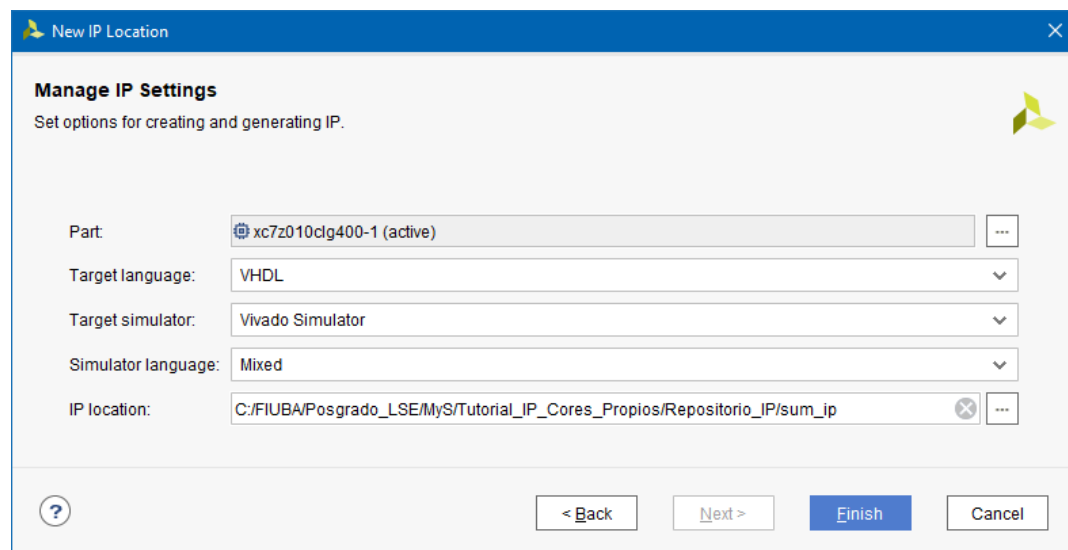 New IP Location
Manage IP Settings
Set options for creating and generating IP.
Part: xc7z010clg400-1 (active) ...
Target language: VHDL
Target simulator: Vivado Simulator
Simulator language: Mixed
IP location: C:/FIUBA/Posgrado_LSE/MyS/Tutorial_IP_Cores_Propios/Repositorio_IP/sum_ip ...
? < Back Next > Finish Cancel